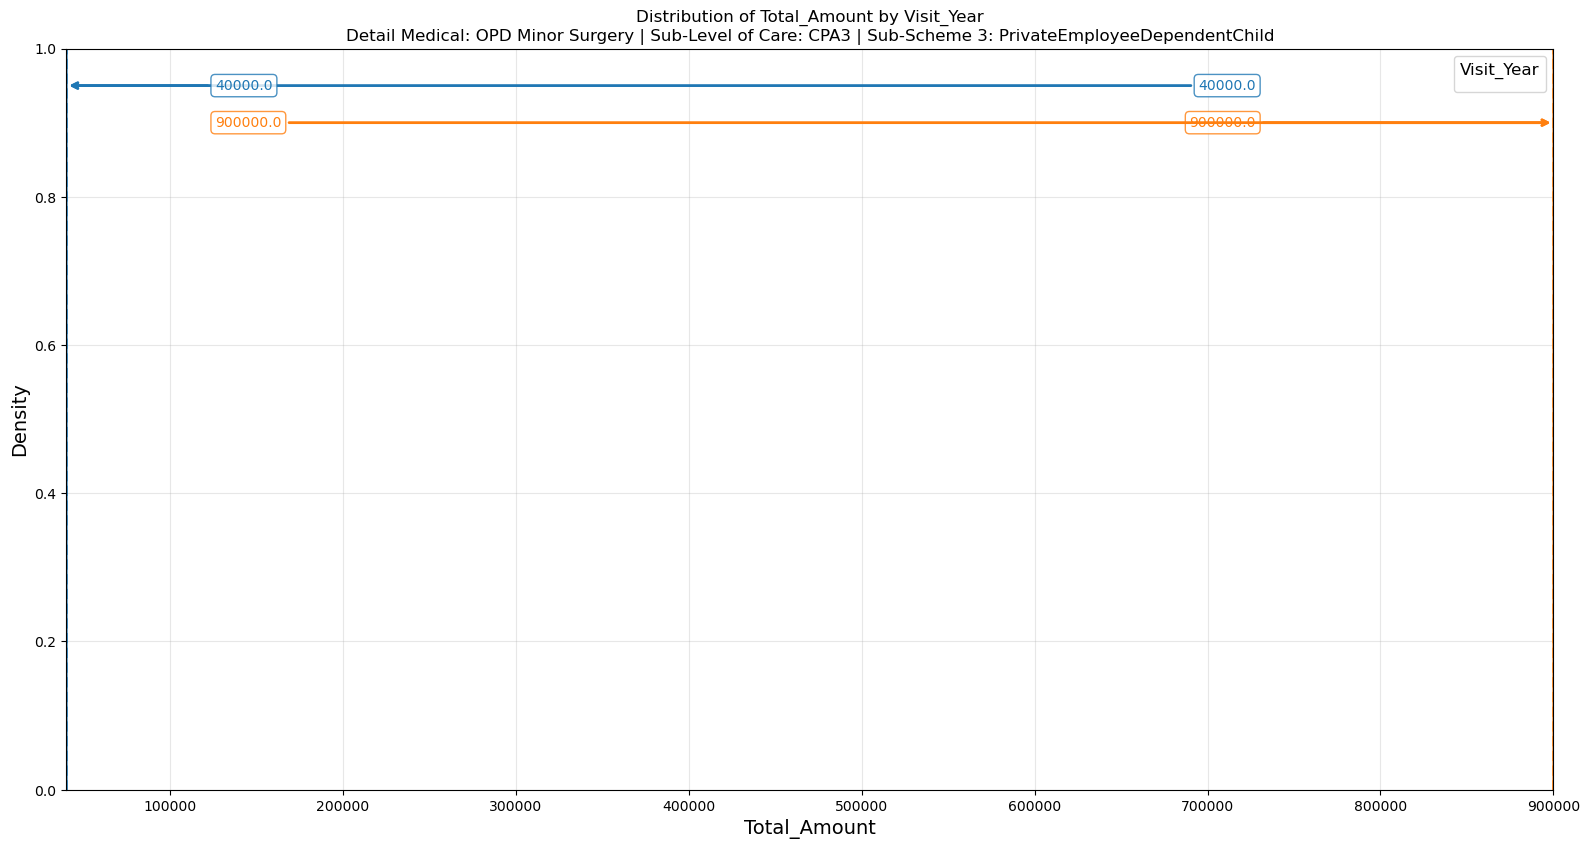 Distribution of Total_Amount by Visit_Year
Detail Medical: OPD Minor Surgery | Sub-Level of Care: CPA3 | Sub-Scheme 3: PrivateEmployeeDependentChild
Visit_Year
40000.0 40000.0
900000.0 900000.0
1.0
0.8
0.6
0.4
0.2
0.0
Density
100000 200000 300000 400000 500000 600000 700000 800000 900000
Total_Amount